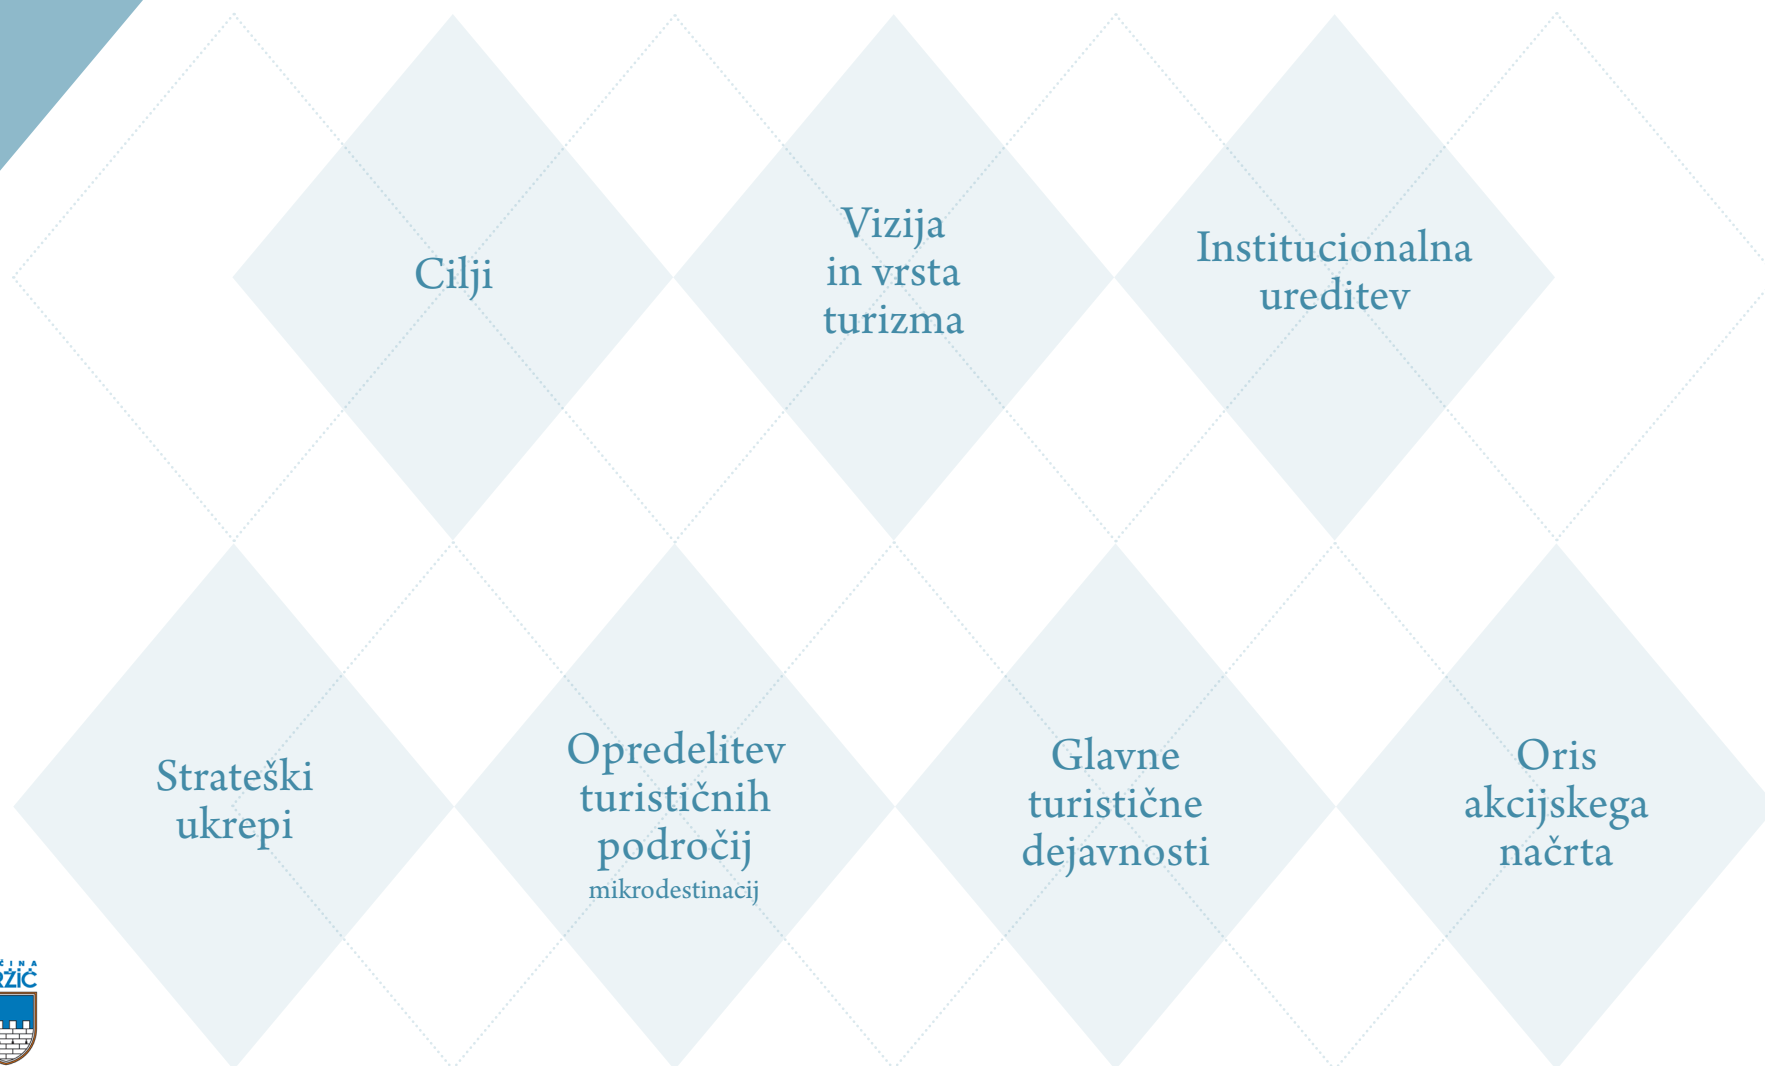 Cilji
Vizija
in vrsta
turizma
Institucionalna
ureditev
Strateški
ukrepi
Opredelitev
turističnih
področij
mikrodestinacij
Glavne
turistične
dejavnosti
Oris
akcijskega
načrta